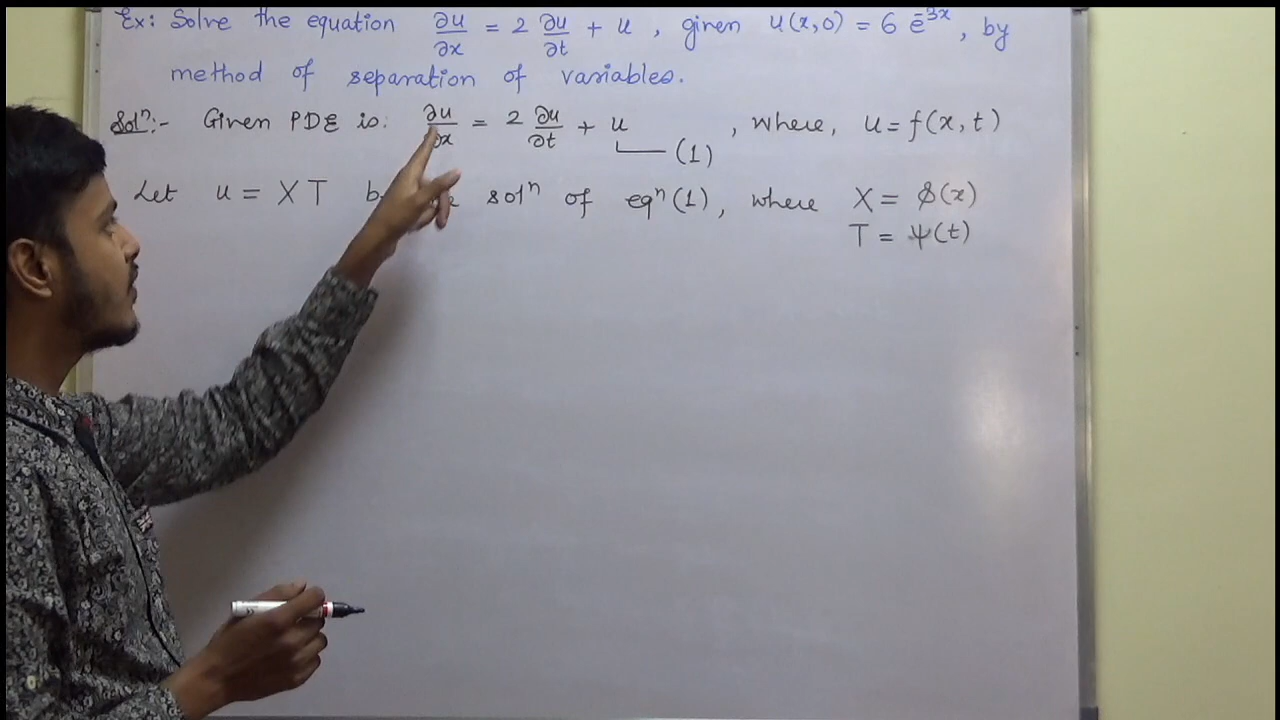 Ex: Solve the equation ∂u/∂x = 2 ∂u/∂t + u , given u(x,0) = 6 e^-3x , by
method of separation of variables.
Solⁿ:- Given PDE is: ∂u/∂x = 2 ∂u/∂t + u , where, u = f(x,t)
(1)
Let u = XT solⁿ of eqⁿ(1), where X = ϕ(x)
T = ψ(t)